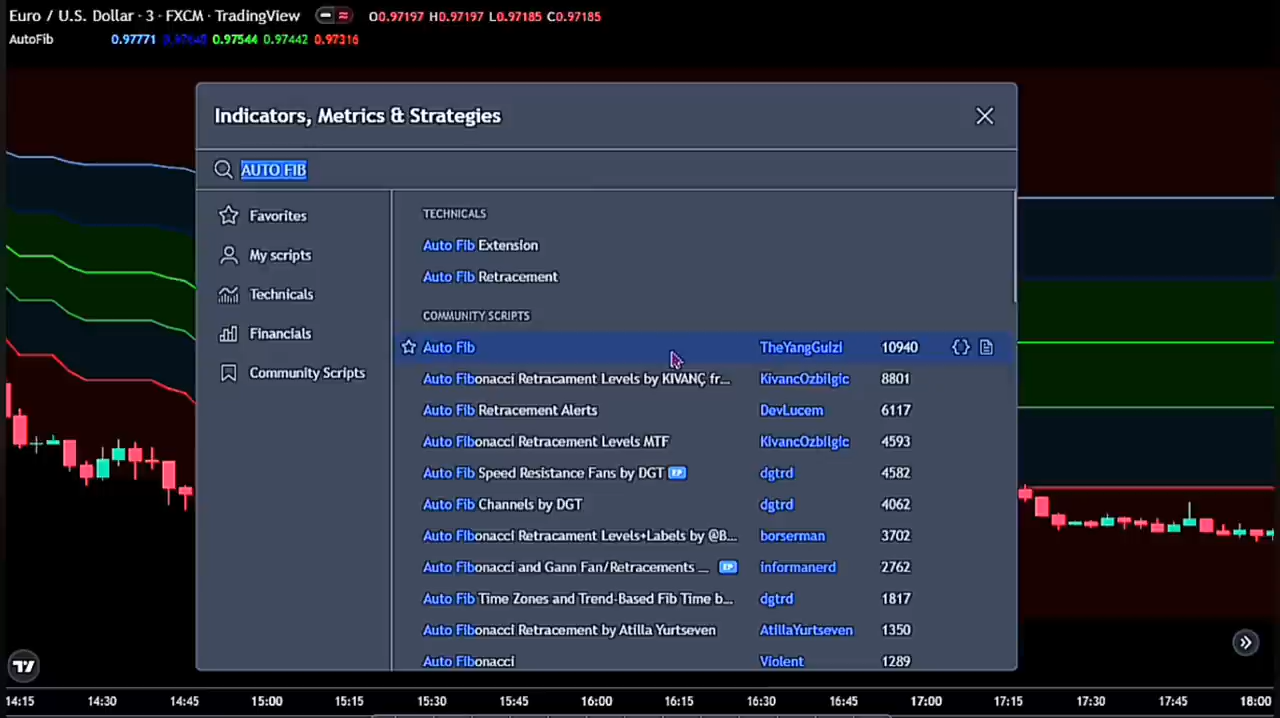 Euro / U.S. Dollar · 3 · FXCM · TradingView O0.97197 H0.97197 L0.97185 C0.97185
AutoFib 0.97771 0.97544 0.97442 0.97316
Indicators, Metrics & Strategies
AUTO FIB
Favorites
My scripts
Technicals
Financials
Community Scripts
TECHNICALS
Auto Fib Extension
Auto Fib Retracement
COMMUNITY SCRIPTS
Auto Fib TheYangGuizi 10940
Auto Fibonacci Retracament Levels by KIVANÇ fr... KivancOzbilgic 8801
Auto Fib Retracement Alerts DevLucem 6117
Auto Fibonacci Retracement Levels MTF KivancOzbilgic 4593
Auto Fib Speed Resistance Fans by DGT EP dgtrd 4582
Auto Fib Channels by DGT dgtrd 4062
Auto Fibonacci Retracament Levels+Labels by @B... borserman 3702
Auto Fibonacci and Gann Fan/Retracements ... EP informanerd 2762
Auto Fib Time Zones and Trend-Based Fib Time b... dgtrd 1817
Auto Fibonacci Retracement by Atilla Yurtseven AtillaYurtseven 1350
Auto Fibonacci Violent 1289
14:15 14:30 14:45 15:00 15:15 15:30 15:45 16:00 16:15 16:30 16:45 17:00 17:15 17:30 17:45 18:00